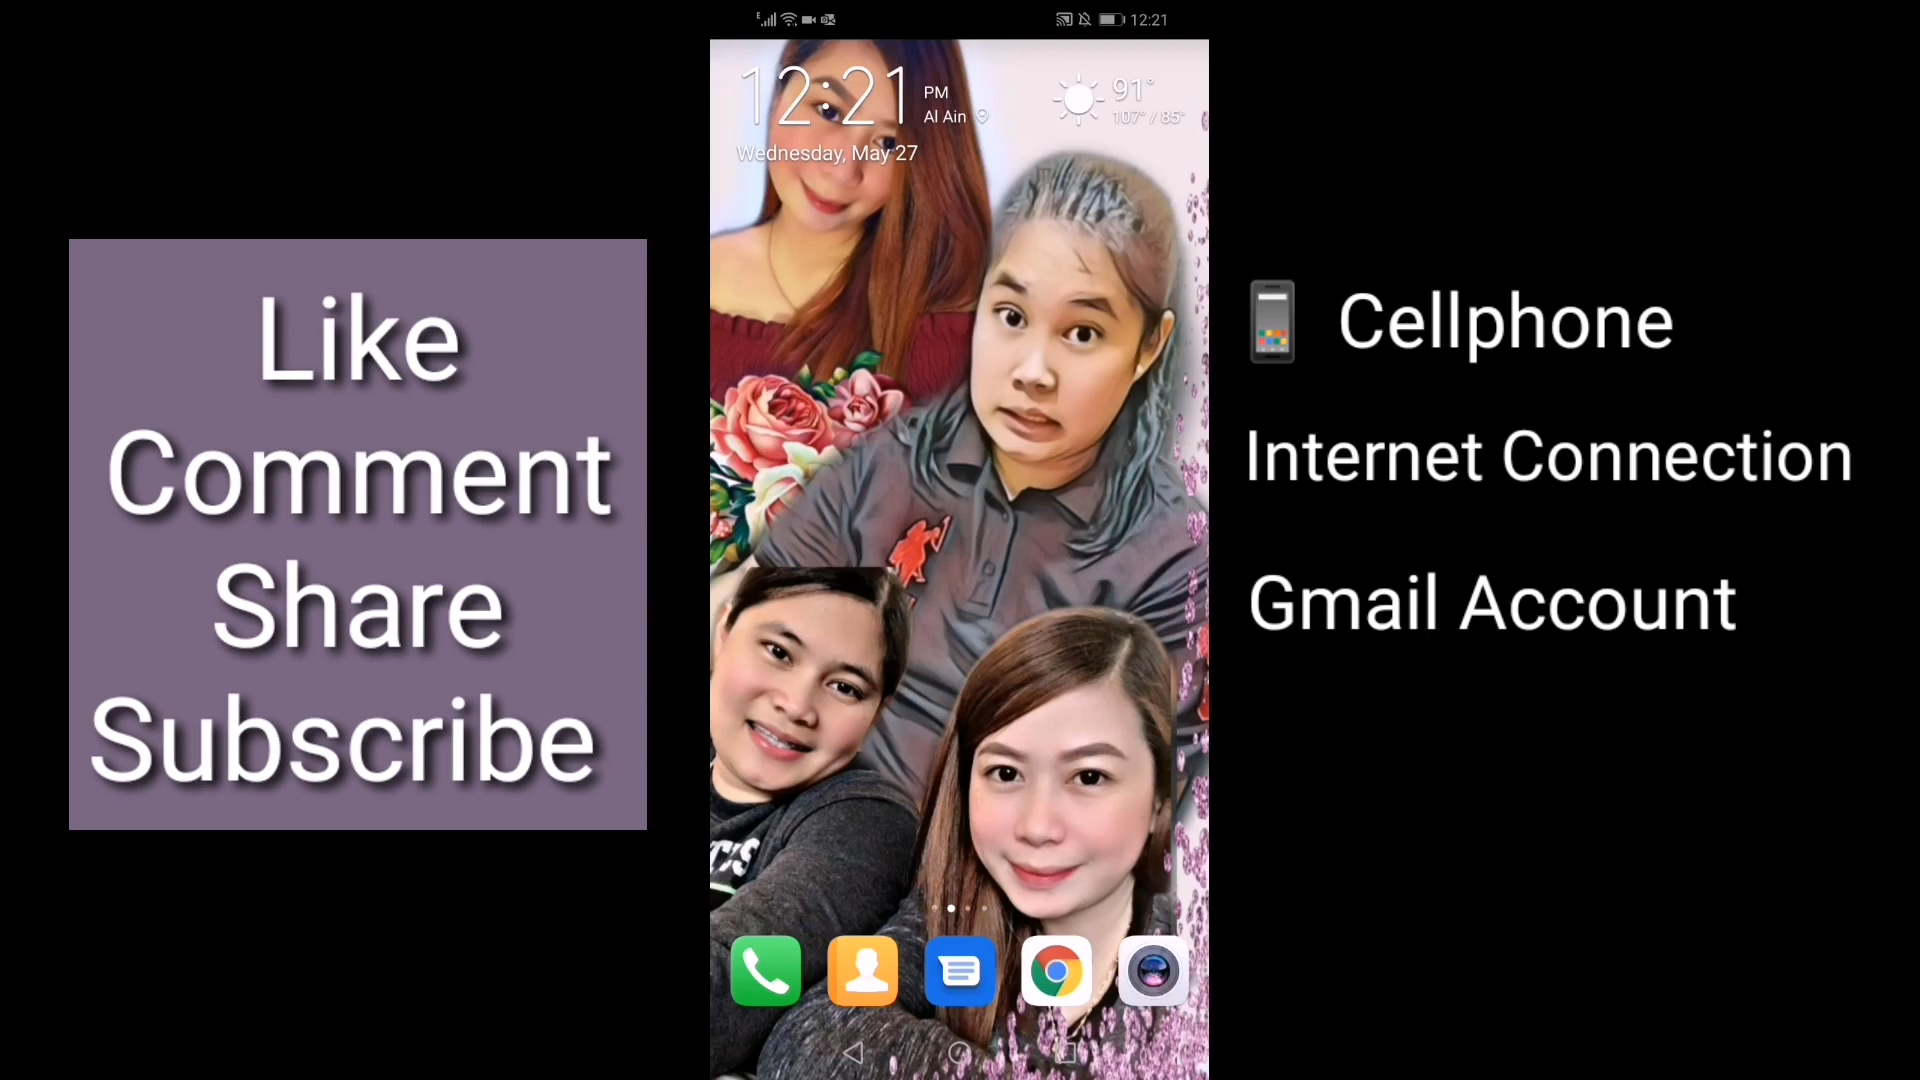 12:21
12:21
PM
Al Ain
91°
107° / 85°
Wednesday, May 27
Like
Comment
Share
Subscribe
Cellphone
Internet Connection
Gmail Account